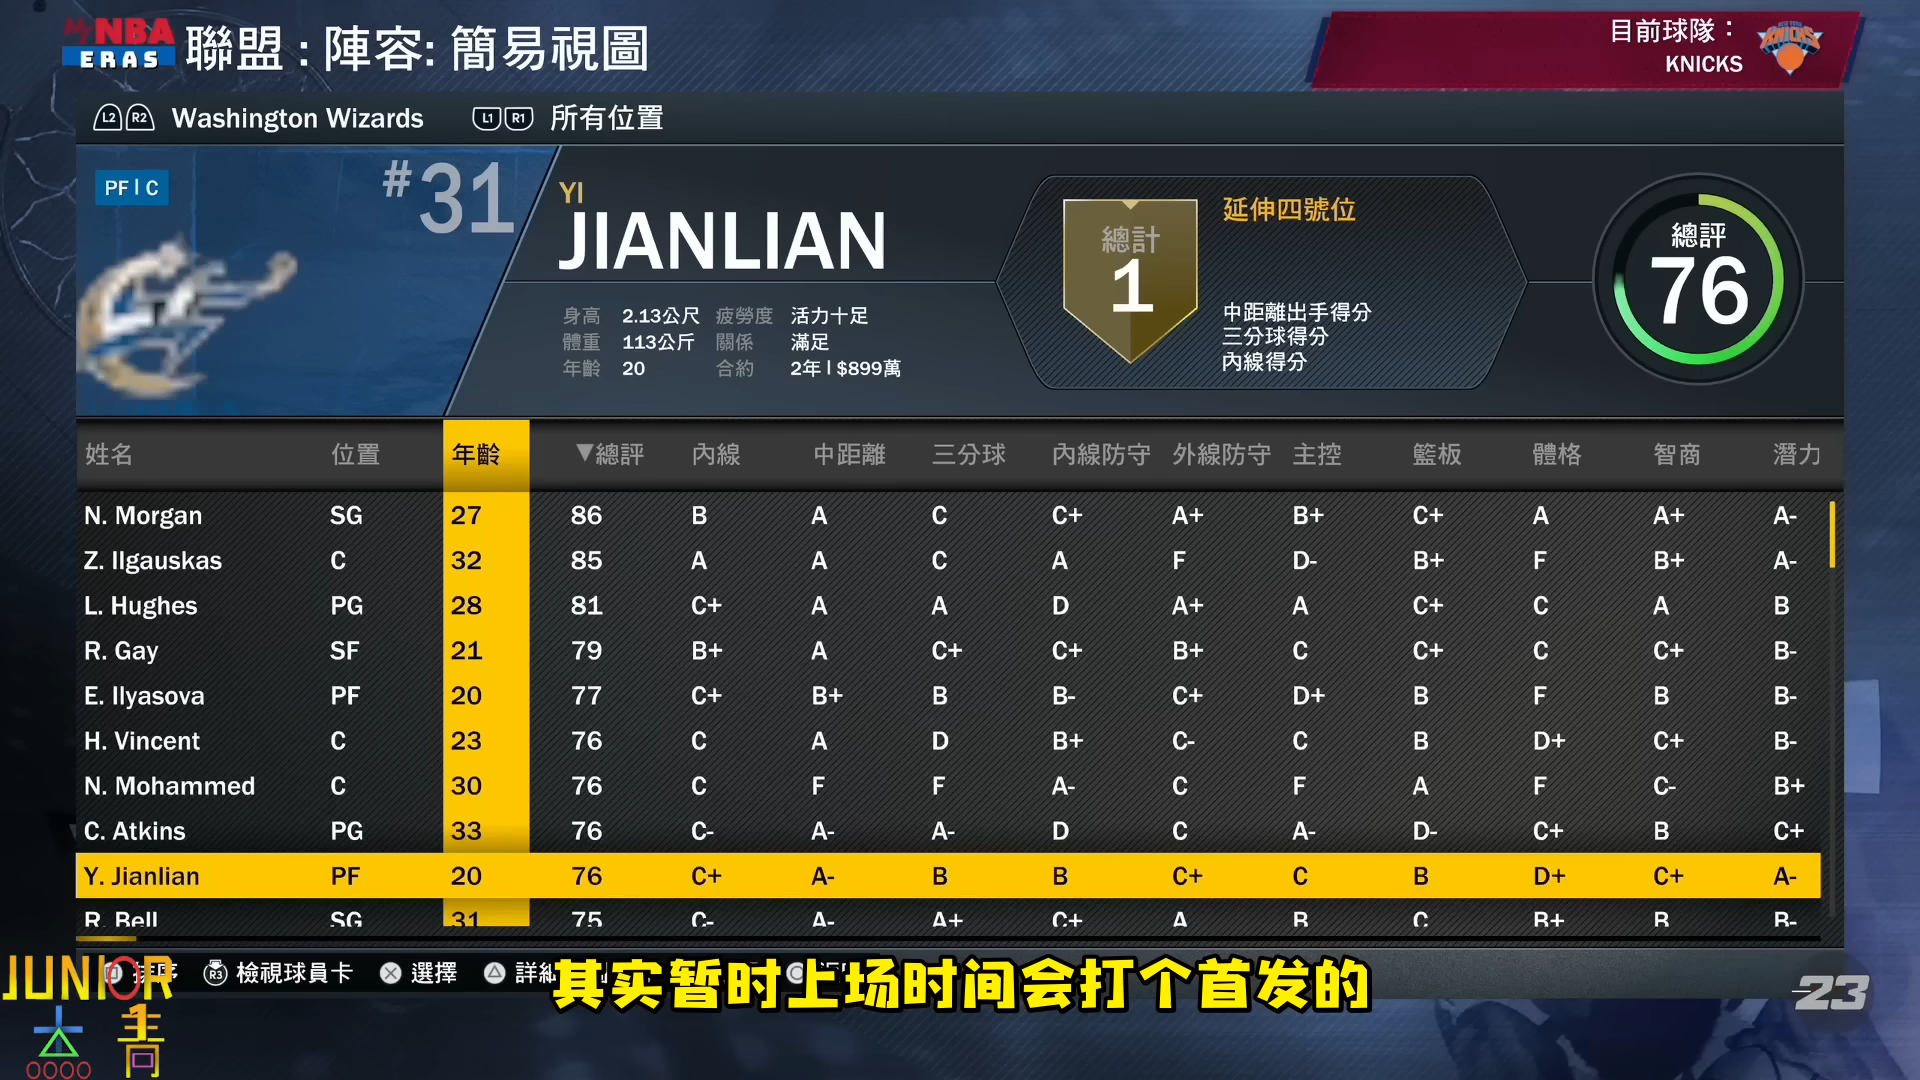 MyNBA ERAS 聯盟 : 陣容: 簡易視圖
目前球隊：
KNICKS
L2 R2 Washington Wizards L1 R1 所有位置
PF | C
#31
YI
JIANLIAN
身高 2.13公尺 疲勞度 活力十足
體重 113公斤 關係 滿足
年齡 20 合約 2年 | $899萬
總計
1
延伸四號位
中距離出手得分
三分球得分
內線得分
總評
76
姓名 位置 年齡 ▼總評 內線 中距離 三分球 內線防守 外線防守 主控 籃板 體格 智商 潛力
N. Morgan SG 27 86 B A C C+ A+ B+ C+ A A+ A-
Z. Ilgauskas C 32 85 A A C A F D- B+ F B+ A-
L. Hughes PG 28 81 C+ A A D A+ A C+ C A B
R. Gay SF 21 79 B+ A C+ C+ B+ C C+ C C+ B-
E. Ilyasova PF 20 77 C+ B+ B B- C+ D+ B F B B-
H. Vincent C 23 76 C A D B+ C- C B D+ C+ B-
N. Mohammed C 30 76 C F F A- C F A F C- B+
C. Atkins PG 33 76 C- A- A- D C A- D- C+ B C+
Y. Jianlian PF 20 76 C+ A- B B C+ C B D+ C+ A-
R. Bell SG 31 75 C- A- A+ C+ A B C B+ B B-
排序 R3 檢視球員卡 選擇 詳細
其实暂时上场时间会打个首发的
23
JUNIOR